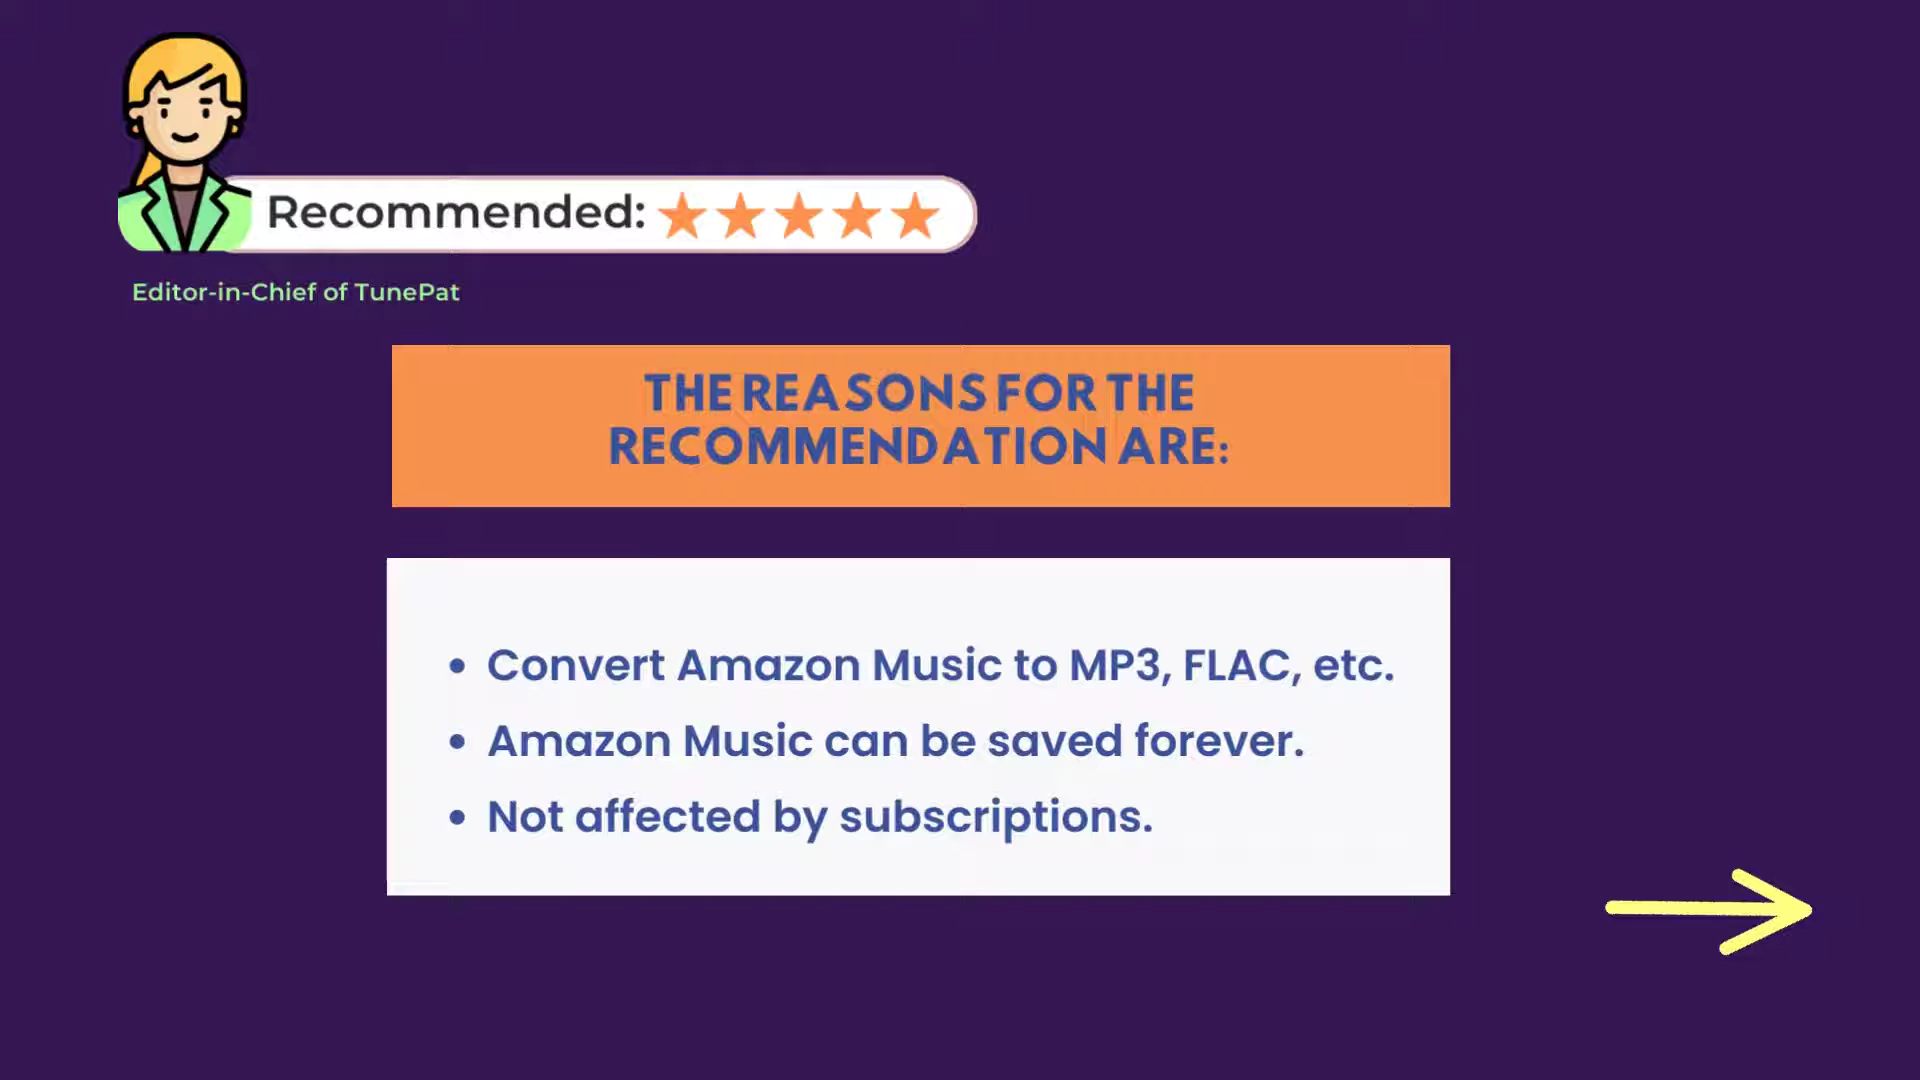 Recommended:
Editor-in-Chief of TunePat
THE REASONS FOR THE
RECOMMENDATION ARE:
• Convert Amazon Music to MP3, FLAC, etc.
• Amazon Music can be saved forever.
• Not affected by subscriptions.